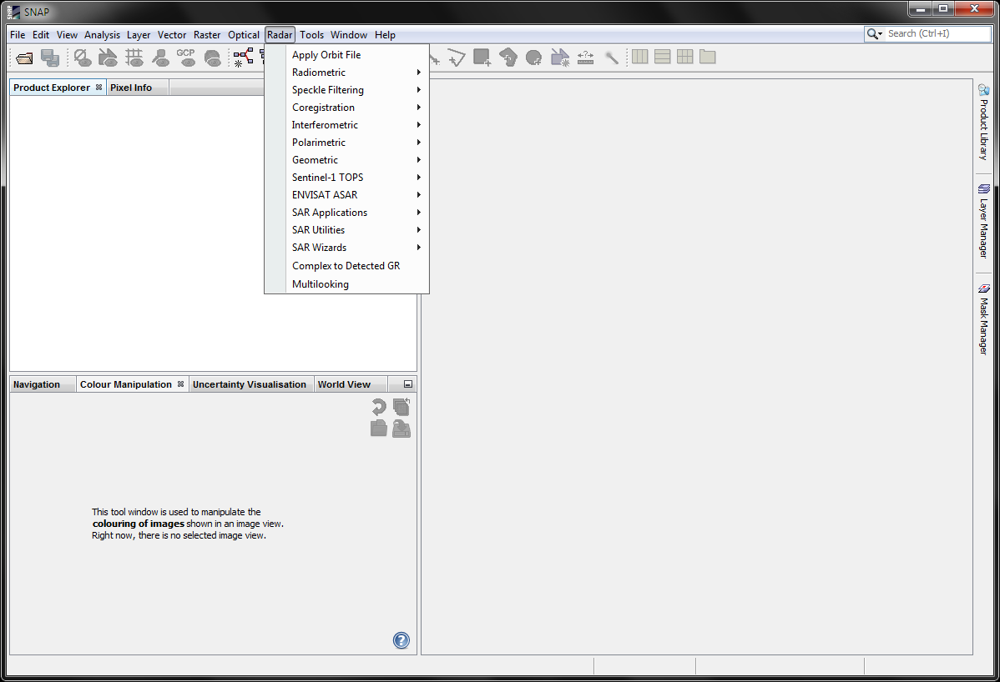 SNAP
SNAP
File Edit View Analysis Layer Vector Raster Optical Radar Tools Window Help
Search (Ctrl+I)
GCP
Apply Orbit File
Radiometric
Speckle Filtering
Coregistration
Interferometric
Polarimetric
Geometric
Sentinel-1 TOPS
ENVISAT ASAR
SAR Applications
SAR Utilities
SAR Wizards
Complex to Detected GR
Multilooking
Product Explorer Pixel Info
Product Library
Layer Manager
Mask Manager
Navigation Colour Manipulation Uncertainty Visualisation World View
This tool window is used to manipulate the
colouring of images shown in an image view.
Right now, there is no selected image view.
?